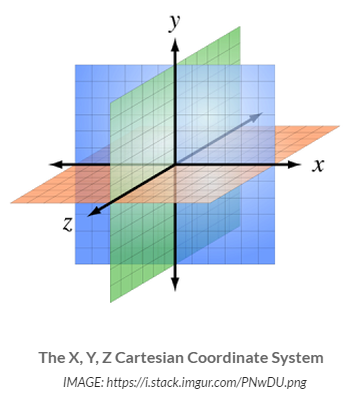 y
x
z
The X, Y, Z Cartesian Coordinate System
IMAGE: https://i.stack.imgur.com/PNwDU.png